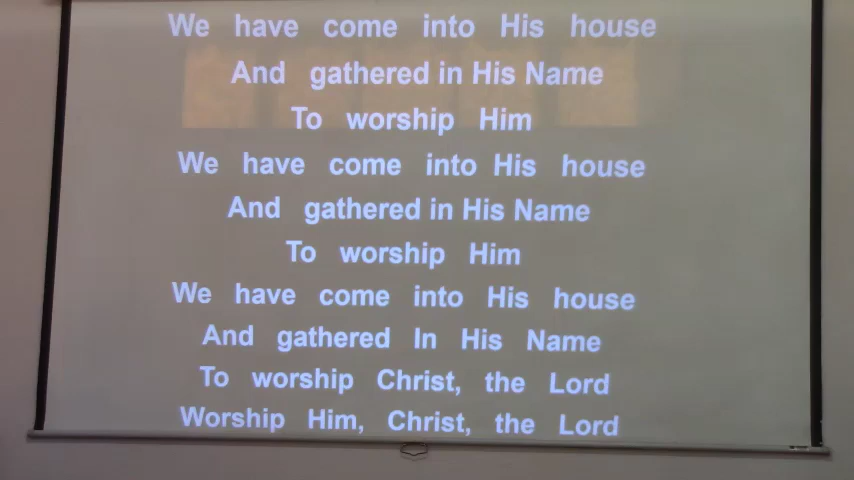 We have come into His house
And gathered in His Name
To worship Him
We have come into His house
And gathered in His Name
To worship Him
We have come into His house
And gathered In His Name
To worship Christ, the Lord
Worship Him, Christ, the Lord